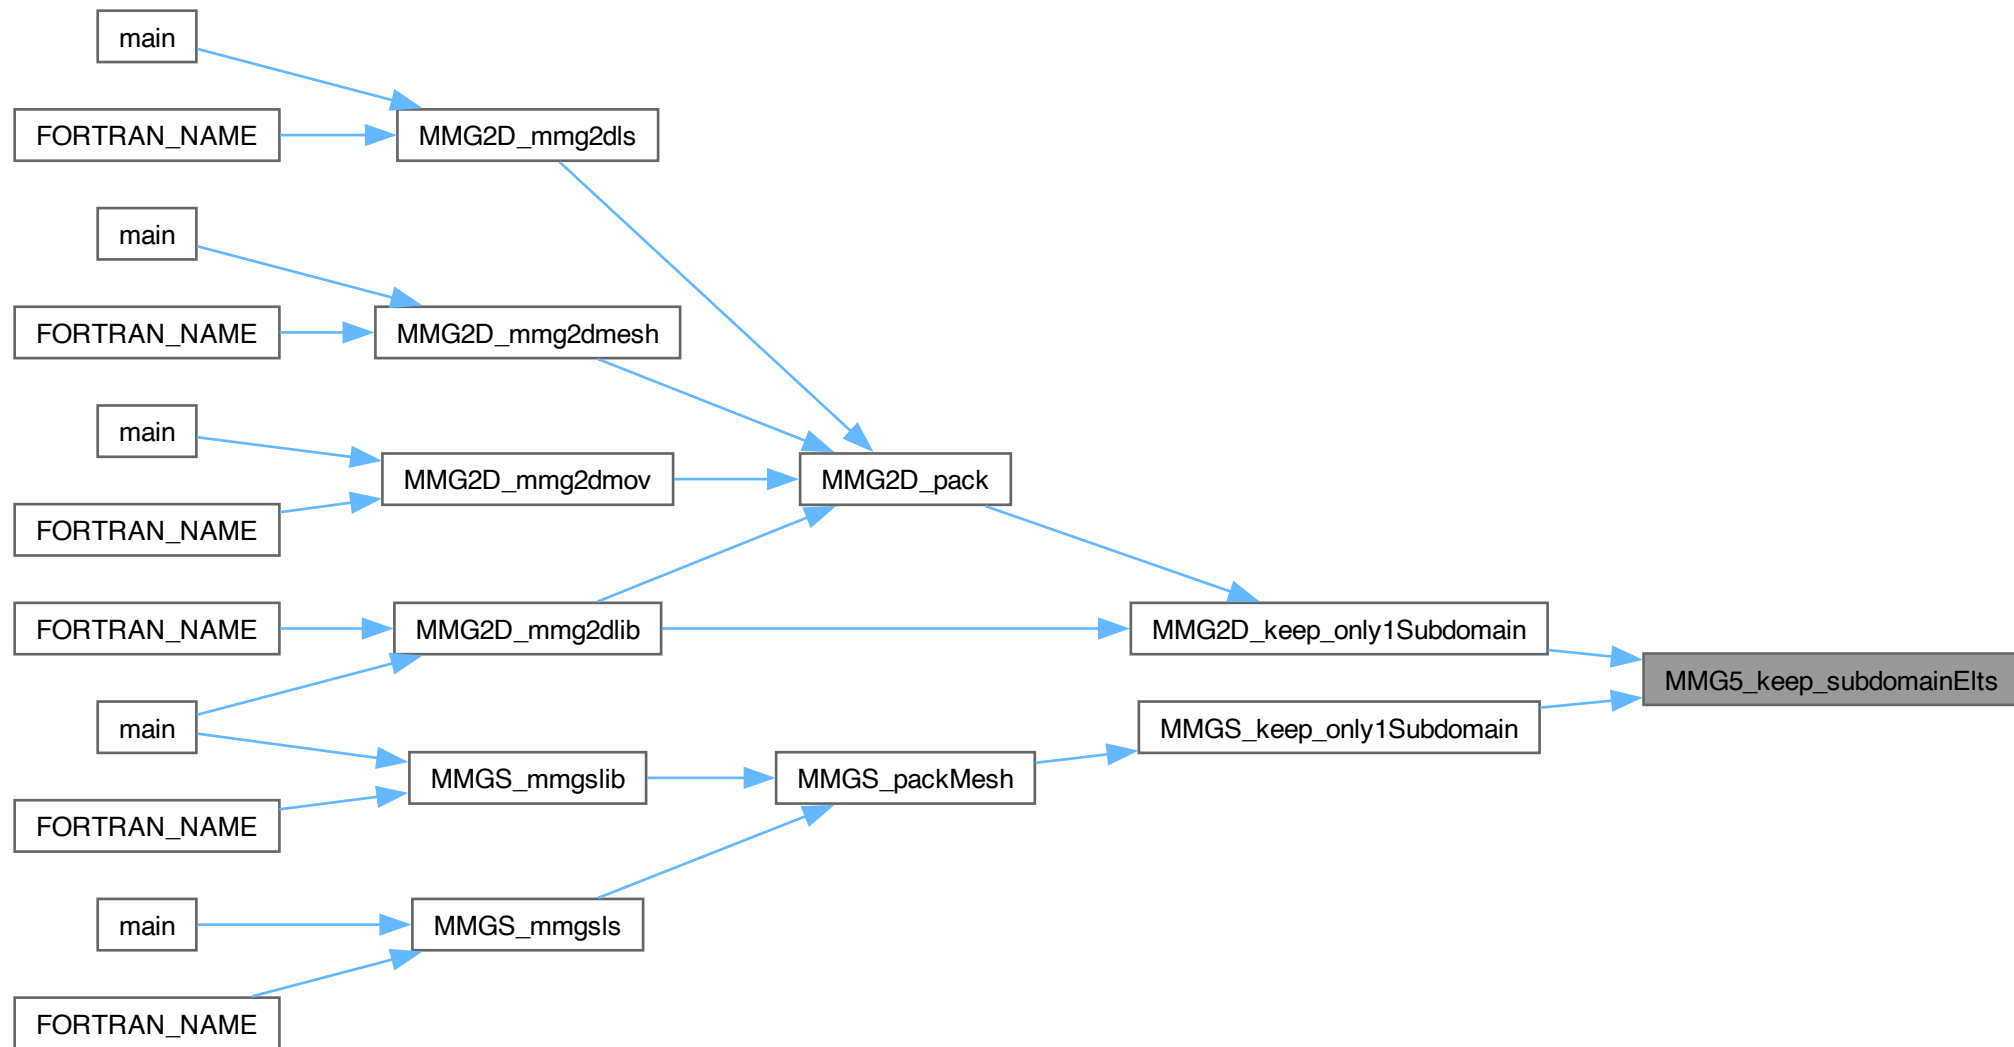 main
FORTRAN_NAME
MMG2D_mmg2dls
main
FORTRAN_NAME
MMG2D_mmg2dmesh
main
MMG2D_mmg2dmov
MMG2D_pack
FORTRAN_NAME
FORTRAN_NAME
MMG2D_mmg2dlib
MMG2D_keep_only1Subdomain
MMG5_keep_subdomainElts
main
MMGS_keep_only1Subdomain
MMGS_mmgslib
MMGS_packMesh
FORTRAN_NAME
main
MMGS_mmgsls
FORTRAN_NAME